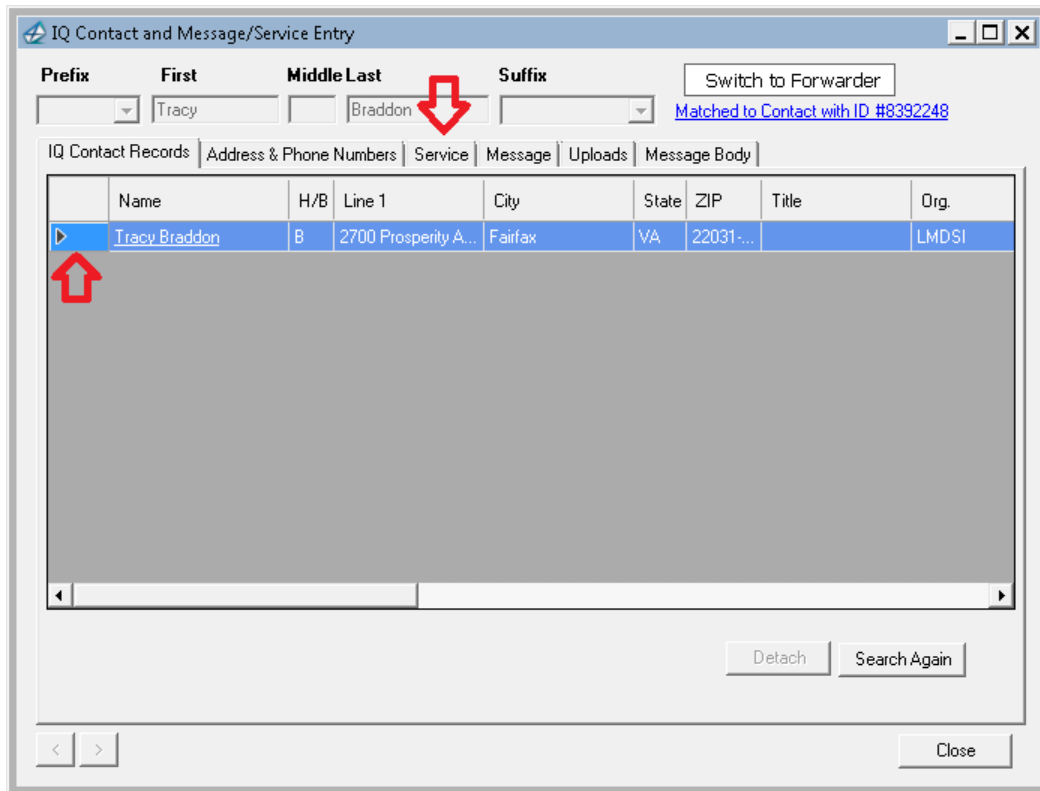 IQ Contact and Message/Service Entry
Prefix First Middle Last Suffix Switch to Forwarder
Tracy Braddon Matched to Contact with ID #8392248
IQ Contact Records Address & Phone Numbers Service Message Uploads Message Body
Name H/B Line 1 City State ZIP Title Org.
Tracy Braddon B 2700 Prosperity A... Fairfax VA 22031-... LMDSI
Detach Search Again
< > Close